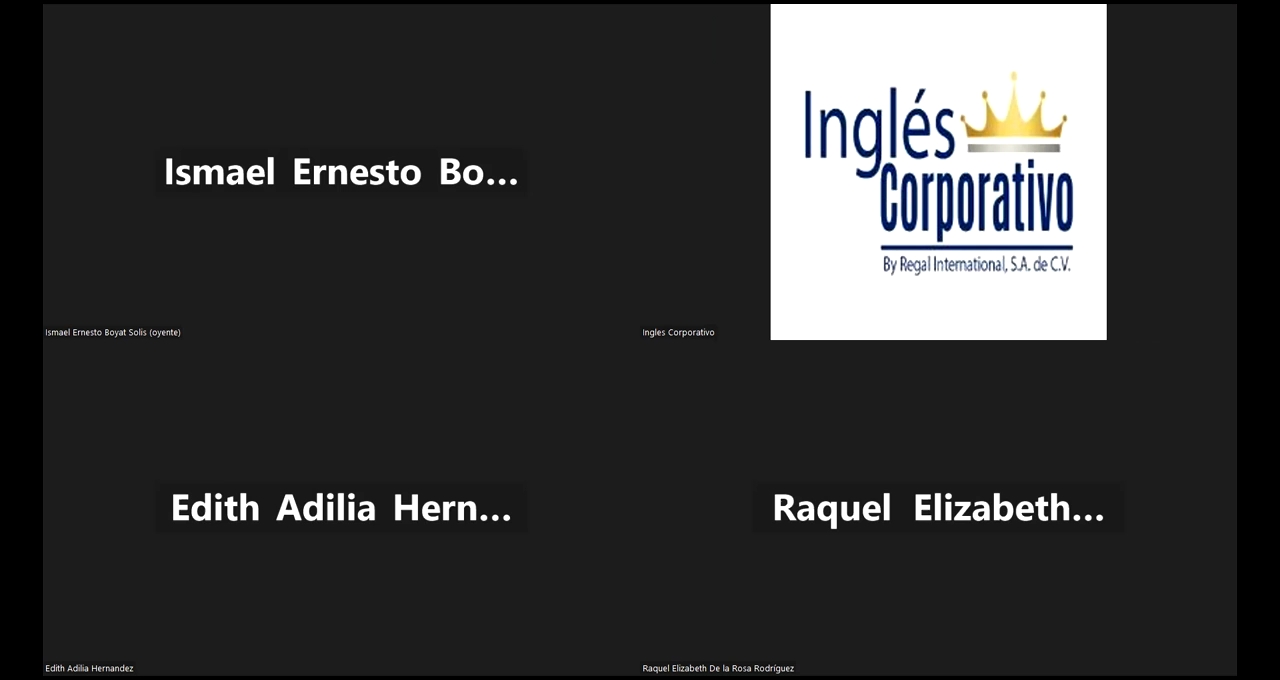 Ismael Ernesto Bo...
Ismael Ernesto Boyat Solis (oyente)
Inglés
Corporativo
By Regal International, S.A. de C.V.
Ingles Corporativo
Edith Adilia Hern...
Edith Adilia Hernandez
Raquel Elizabeth...
Raquel Elizabeth De la Rosa Rodríguez